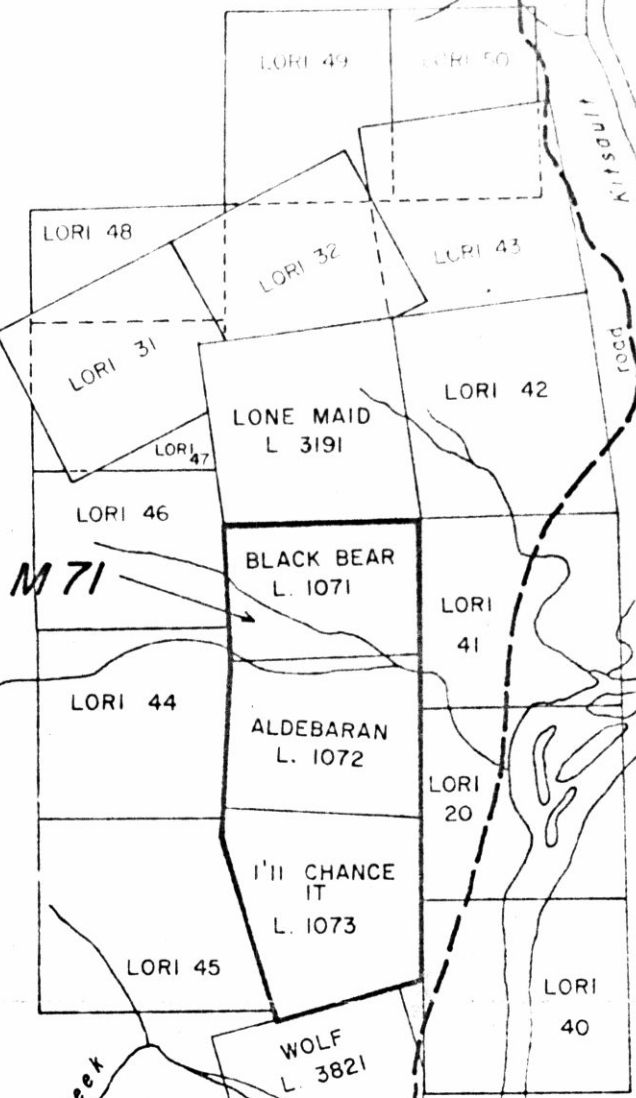 LORI 49
LORI 50
Kitsault
LORI 48
LORI 32
LORI 43
LORI 31
road
LORI 42
LONE MAID
L 3191
LORI 47
LORI 46
BLACK BEAR
L. 1071
M 71
LORI
41
LORI 44
ALDEBARAN
L. 1072
LORI
20
I'll CHANCE
IT
L. 1073
LORI 45
LORI
40
WOLF
L. 3821
eek